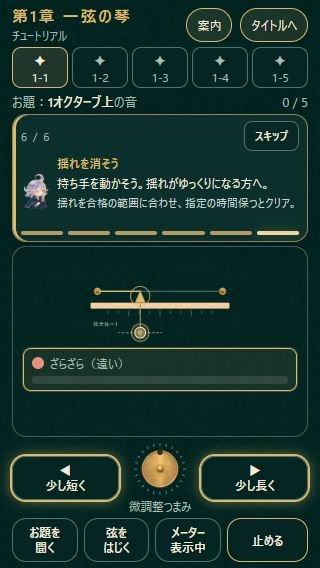 第1章 一弦の琴
チュートリアル
案内
タイトルへ
1-1
1-2
1-3
1-4
1-5
お題：1オクターブ上の音
0 / 5
6 / 6
スキップ
揺れを消そう
持ち手を動かそう。揺れがゆっくりになる方へ。
揺れを合格の範囲に合わせ、指定の時間保つとクリア。
ざらざら（遠い）
◀
少し短く
▶
少し長く
微調整つまみ
お題を
聞く
弦を
はじく
メーター
表示中
止める